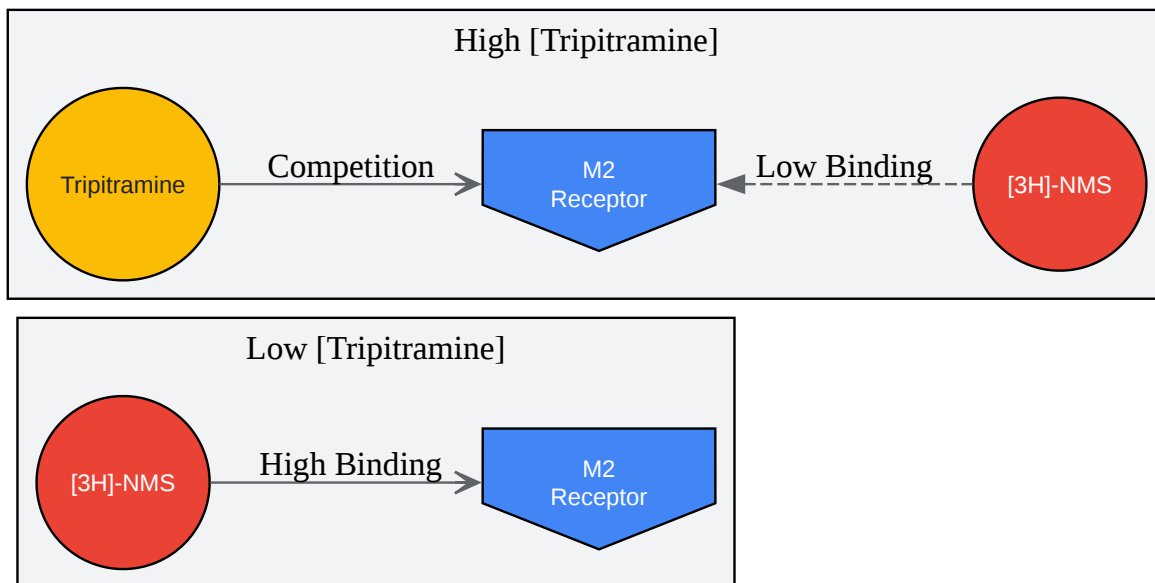 High [Tripitramine]
Tripitramine
Competition
M2
Receptor
Low Binding
[3H]-NMS
Low [Tripitramine]
[3H]-NMS
High Binding
M2
Receptor